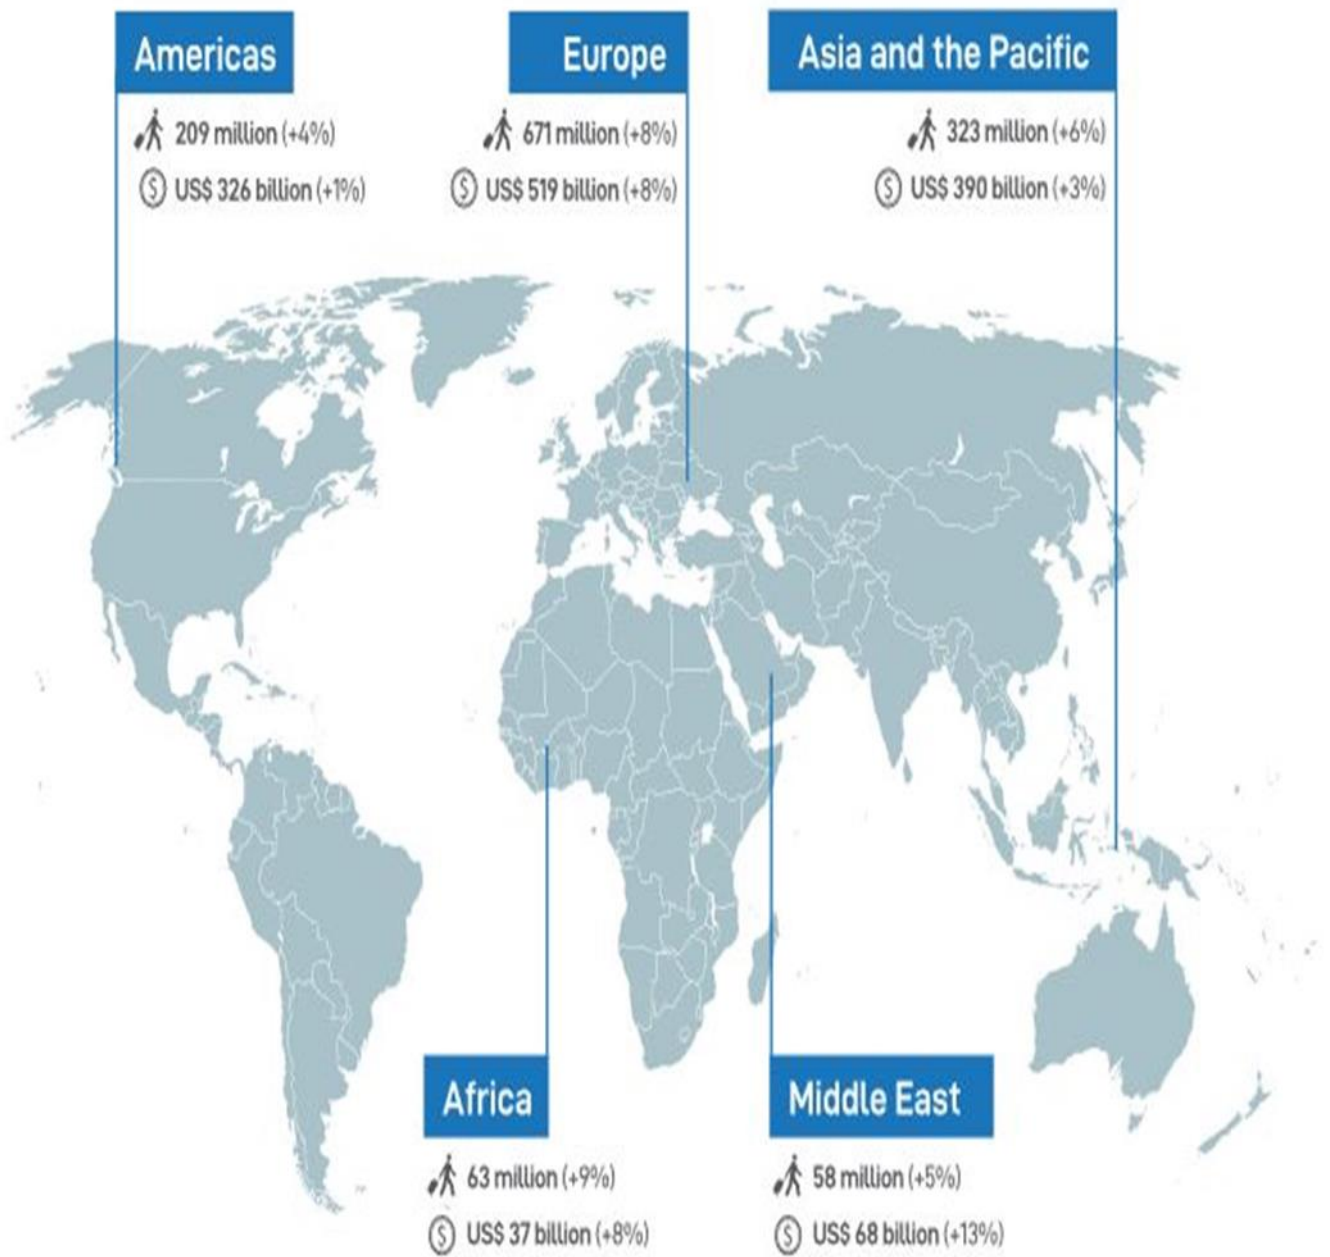 Americas
209 million (+4%)
US$ 326 billion (+1%)
Europe
671 million (+8%)
US$ 519 billion (+8%)
Asia and the Pacific
323 million (+6%)
US$ 390 billion (+3%)
Africa
63 million (+9%)
US$ 37 billion (+8%)
Middle East
58 million (+5%)
US$ 68 billion (+13%)